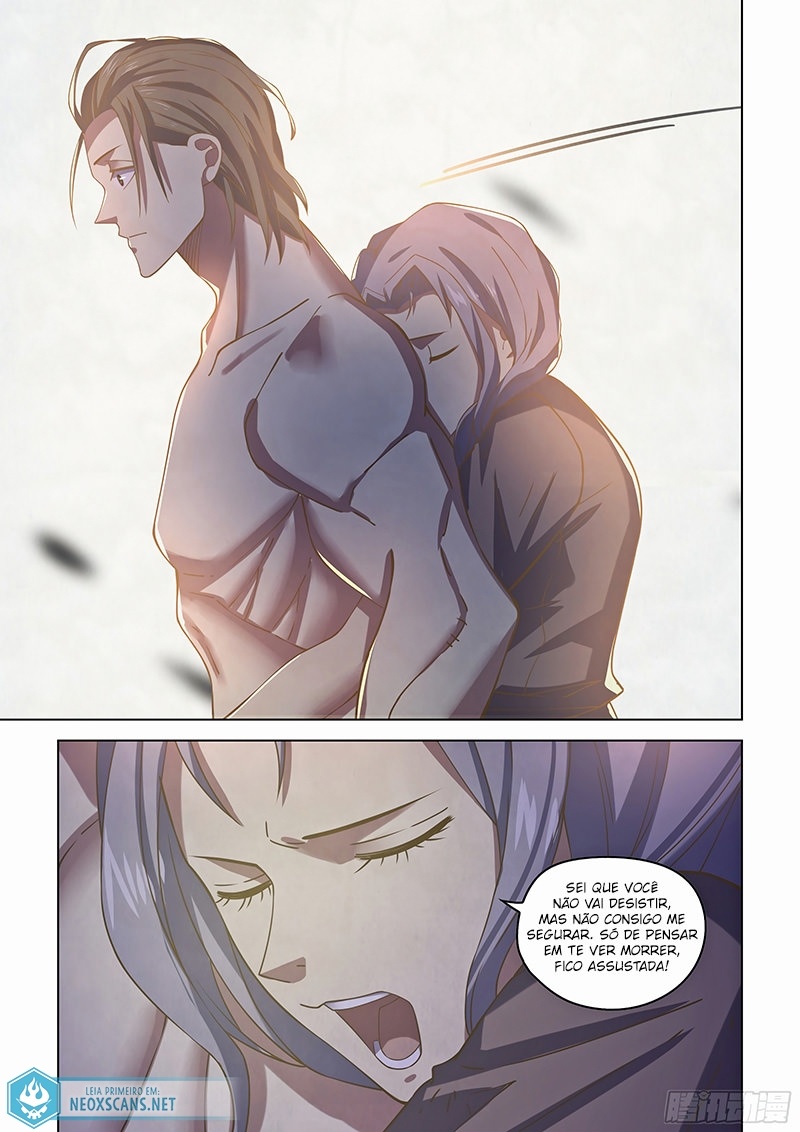 SEI QUE VOCÊ
NÃO VAI DESISTIR,
MAS NÃO CONSIGO ME
SEGURAR. SÓ DE PENSAR
EM TE VER MORRER,
FICO ASSUSTADA!
LEIA PRIMEIRO EM:
NEOXSCANS.NET
腾讯动漫